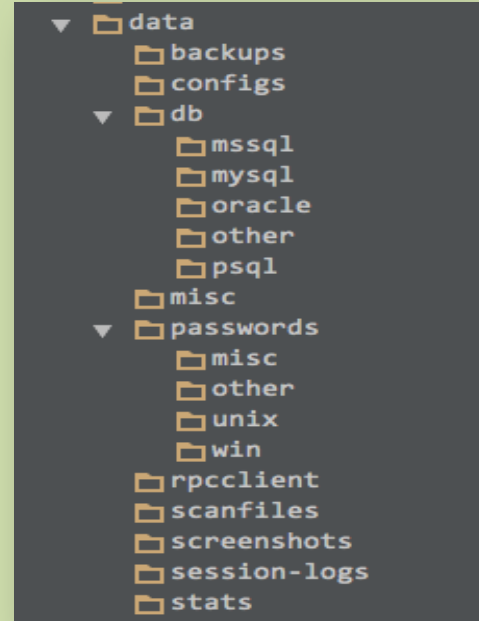 data
backups
configs
db
mssql
mysql
oracle
other
psql
misc
passwords
misc
other
unix
win
rpcclient
scanfiles
screenshots
session-logs
stats